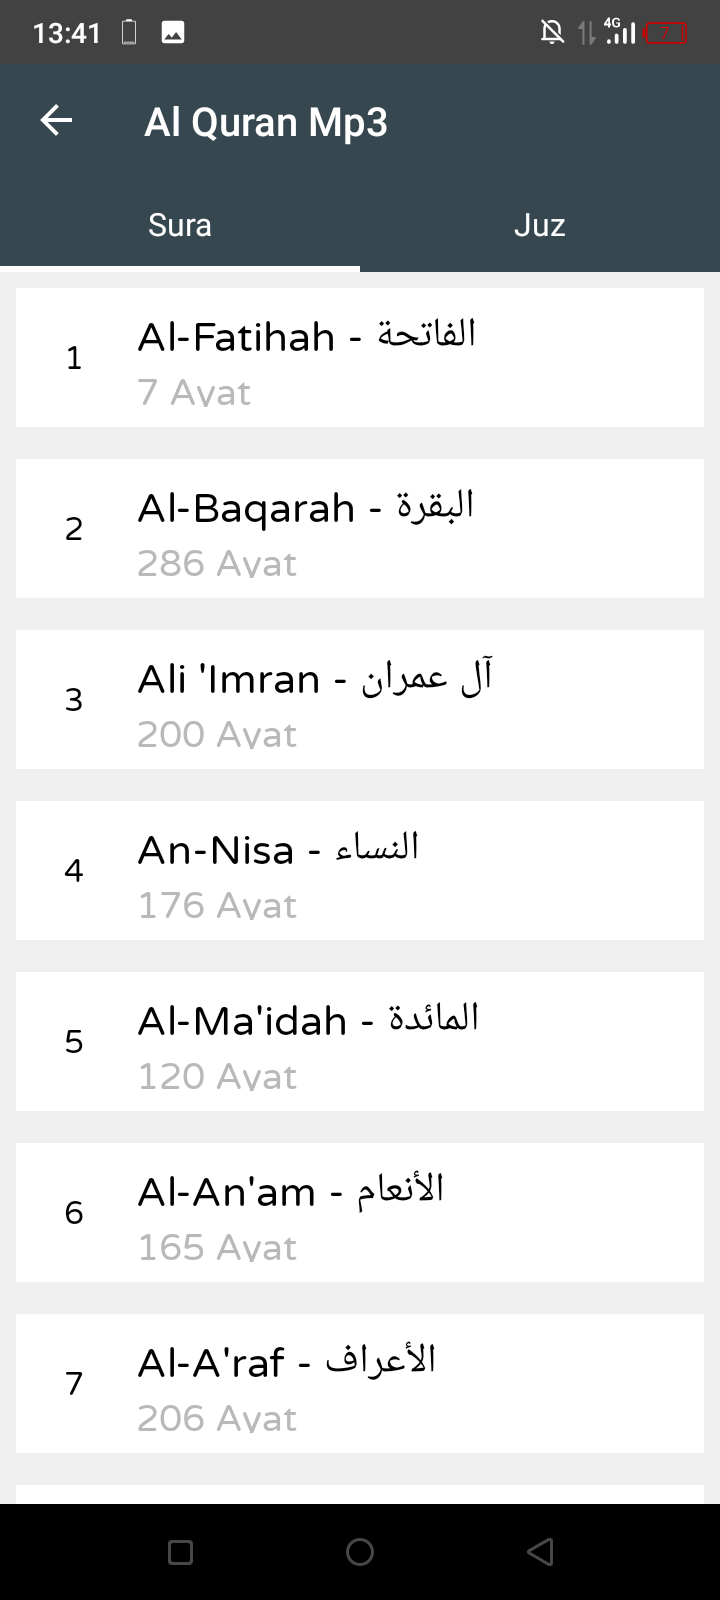 13:41
4G
Al Quran Mp3
Sura
Juz
1
Al-Fatihah - الفاتحة
7 Ayat
2
Al-Baqarah - البقرة
286 Ayat
3
Ali 'Imran - آل عمران
200 Ayat
4
An-Nisa - النساء
176 Ayat
5
Al-Ma'idah - المائدة
120 Ayat
6
Al-An'am - الأنعام
165 Ayat
7
Al-A'raf - الأعراف
206 Ayat